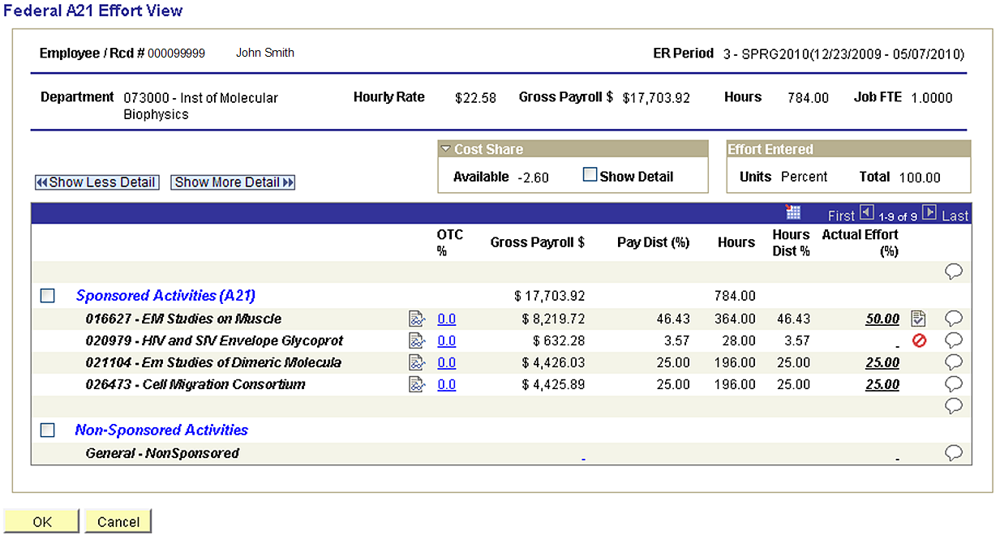 Federal A21 Effort View
Employee / Rcd # 000099999 John Smith ER Period 3 - SPRG2010(12/23/2009 - 05/07/2010)
Department 073000 - Inst of Molecular Biophysics Hourly Rate $22.58 Gross Payroll $ $17,703.92 Hours 784.00 Job FTE 1.0000
Cost Share Effort Entered
Available -2.60 Show Detail Units Percent Total 100.00
Show Less Detail Show More Detail
First 1-9 of 9 Last
OTC % Gross Payroll $ Pay Dist (%) Hours Hours Dist % Actual Effort (%)
Sponsored Activities (A21) $ 17,703.92 784.00
016627 - EM Studies on Muscle 0.0 $ 8,219.72 46.43 364.00 46.43 50.00
020979 - HIV and SIV Envelope Glycoprot 0.0 $ 632.28 3.57 28.00 3.57 -
021104 - Em Studies of Dimeric Molecula 0.0 $ 4,426.03 25.00 196.00 25.00 25.00
026473 - Cell Migration Consortium 0.0 $ 4,425.89 25.00 196.00 25.00 25.00
Non-Sponsored Activities
General - NonSponsored - -
OK Cancel